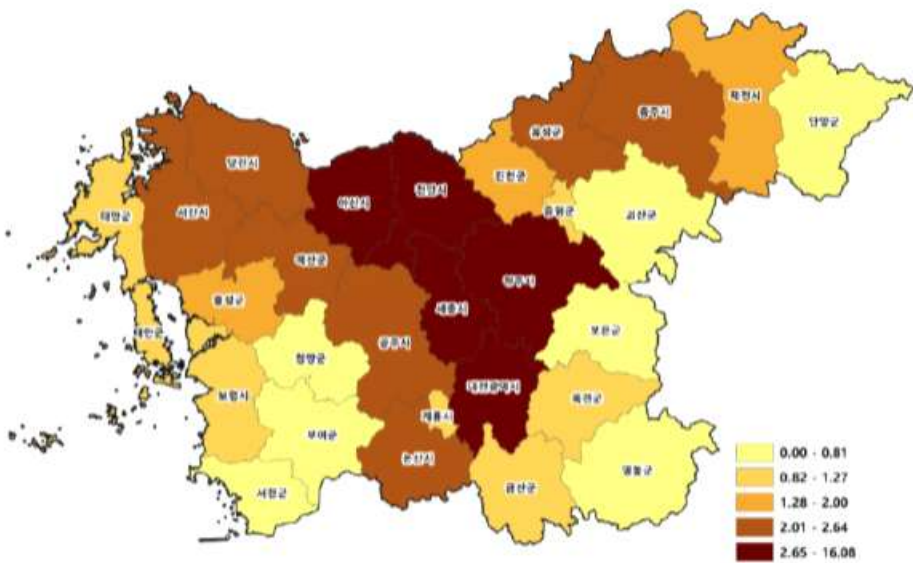 제천시
충주시
단양군
음성군
당진시
진천군
천안시
아산시
증평군
괴산군
서산시
태안군
예산군
청주시
홍성군
세종시
태안군
공주시
보은군
청양군
대전광역시
옥천군
보령시
계룡시
부여군
논산시
영동군
금산군
서천군
0.00 - 0.81
0.82 - 1.27
1.28 - 2.00
2.01 - 2.64
2.65 - 16.08